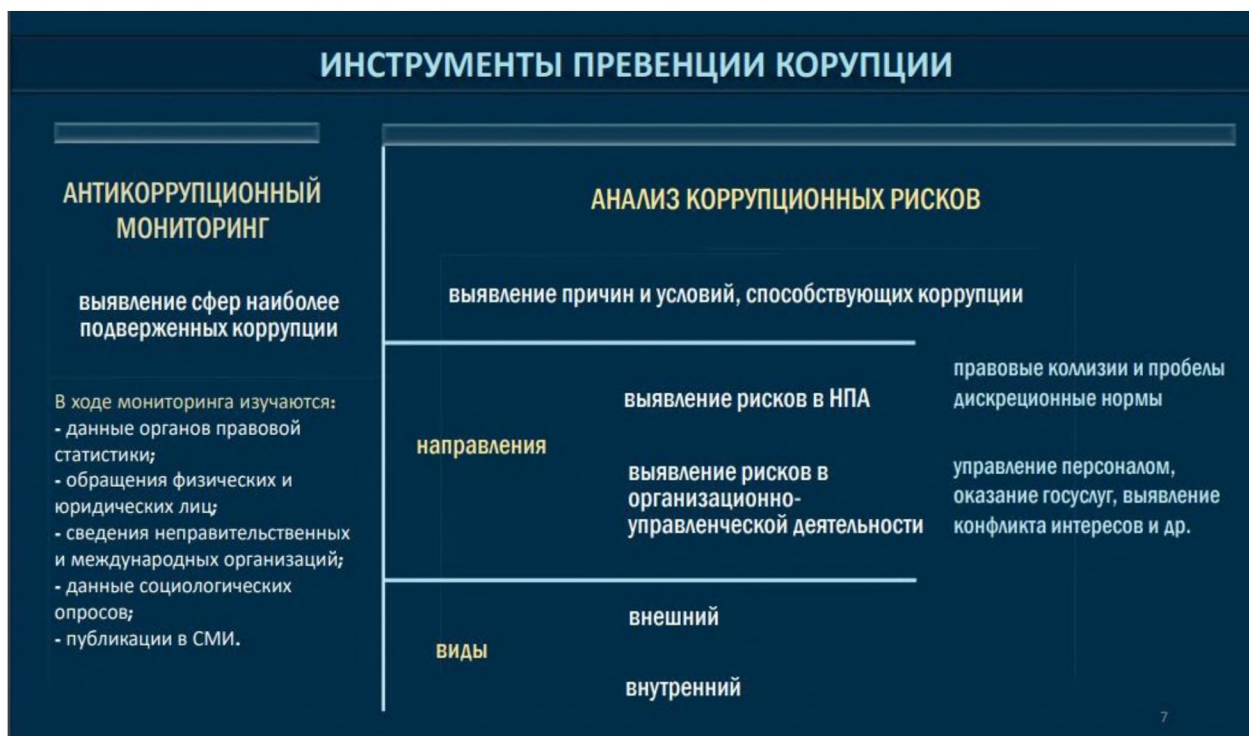 ИНСТРУМЕНТЫ ПРЕВЕНЦИИ КОРУПЦИИ
АНТИКОРРУПЦИОННЫЙ
МОНИТОРИНГ
выявление сфер наиболее
подверженных коррупции
В ходе мониторинга изучаются:
- данные органов правовой
статистики;
- обращения физических и
юридических лиц;
- сведения неправительственных
и международных организаций;
- данные социологических
опросов;
- публикации в СМИ.
АНАЛИЗ КОРРУПЦИОННЫХ РИСКОВ
выявление причин и условий, способствующих коррупции
направления
выявление рисков в НПА
правовые коллизии и пробелы
дискреционные нормы
выявление рисков в
организационно-
управленческой деятельности
управление персоналом,
оказание госуслуг, выявление
конфликта интересов и др.
виды
внешний
внутренний
7